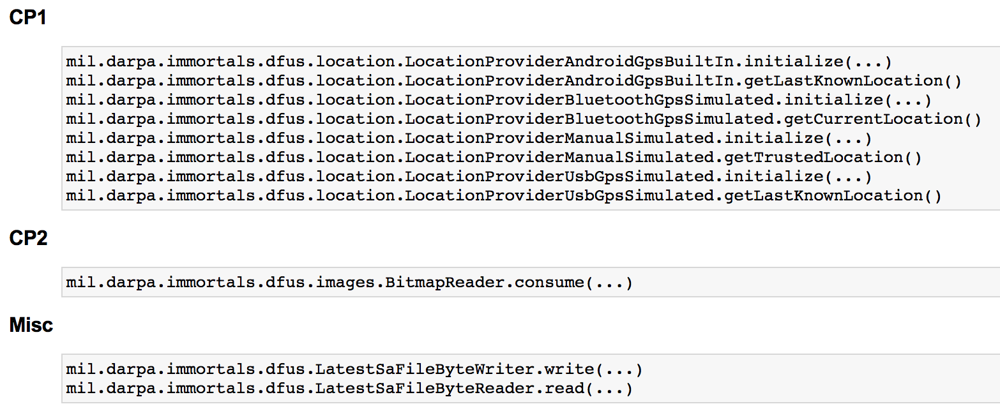 CP1
mil.darpa.immortals.dfus.location.LocationProviderAndroidGpsBuiltIn.initialize(...)
mil.darpa.immortals.dfus.location.LocationProviderAndroidGpsBuiltIn.getLastKnownLocation()
mil.darpa.immortals.dfus.location.LocationProviderBluetoothGpsSimulated.initialize(...)
mil.darpa.immortals.dfus.location.LocationProviderBluetoothGpsSimulated.getCurrentLocation()
mil.darpa.immortals.dfus.location.LocationProviderManualSimulated.initialize(...)
mil.darpa.immortals.dfus.location.LocationProviderManualSimulated.getTrustedLocation()
mil.darpa.immortals.dfus.location.LocationProviderUsbGpsSimulated.initialize(...)
mil.darpa.immortals.dfus.location.LocationProviderUsbGpsSimulated.getLastKnownLocation()
CP2
mil.darpa.immortals.dfus.images.BitmapReader.consume(...)
Misc
mil.darpa.immortals.dfus.LatestSaFileByteWriter.write(...)
mil.darpa.immortals.dfus.LatestSaFileByteReader.read(...)